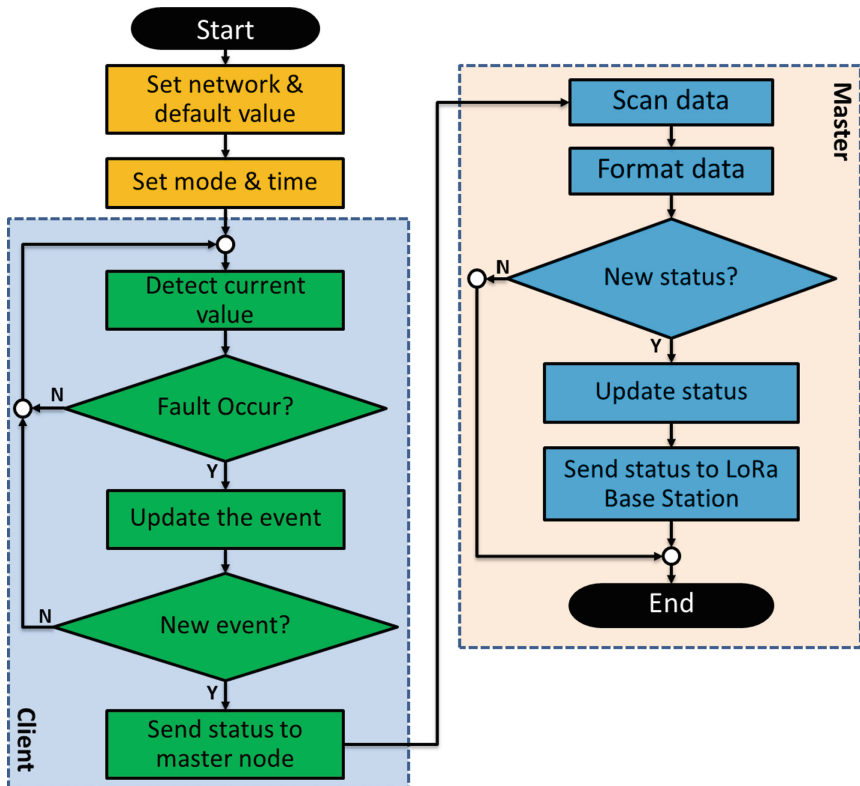 Start
Set network &
default value
Set mode & time
Detect current
value
Fault Occur?
N
Y
Update the event
New event?
N
Y
Send status to
master node
Client
Master
Scan data
Format data
New status?
N
Y
Update status
Send status to LoRa
Base Station
End